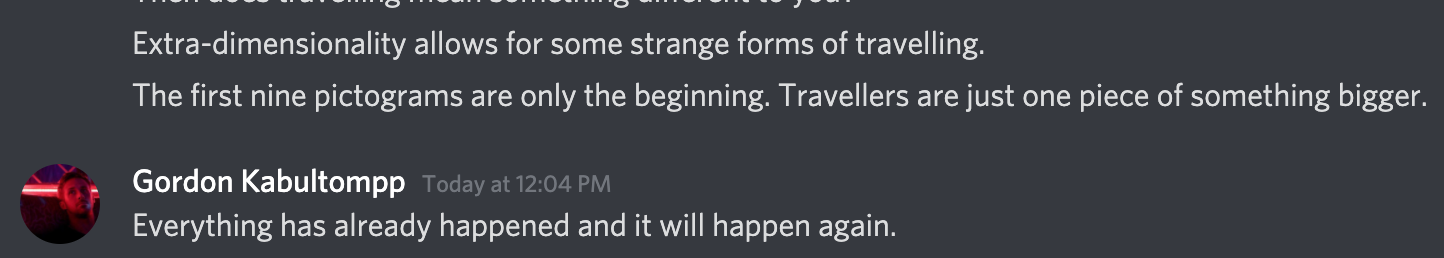 Then does travelling mean something different to you?
Extra-dimensionality allows for some strange forms of travelling.
The first nine pictograms are only the beginning. Travellers are just one piece of something bigger.
Gordon Kabultompp Today at 12:04 PM
Everything has already happened and it will happen again.